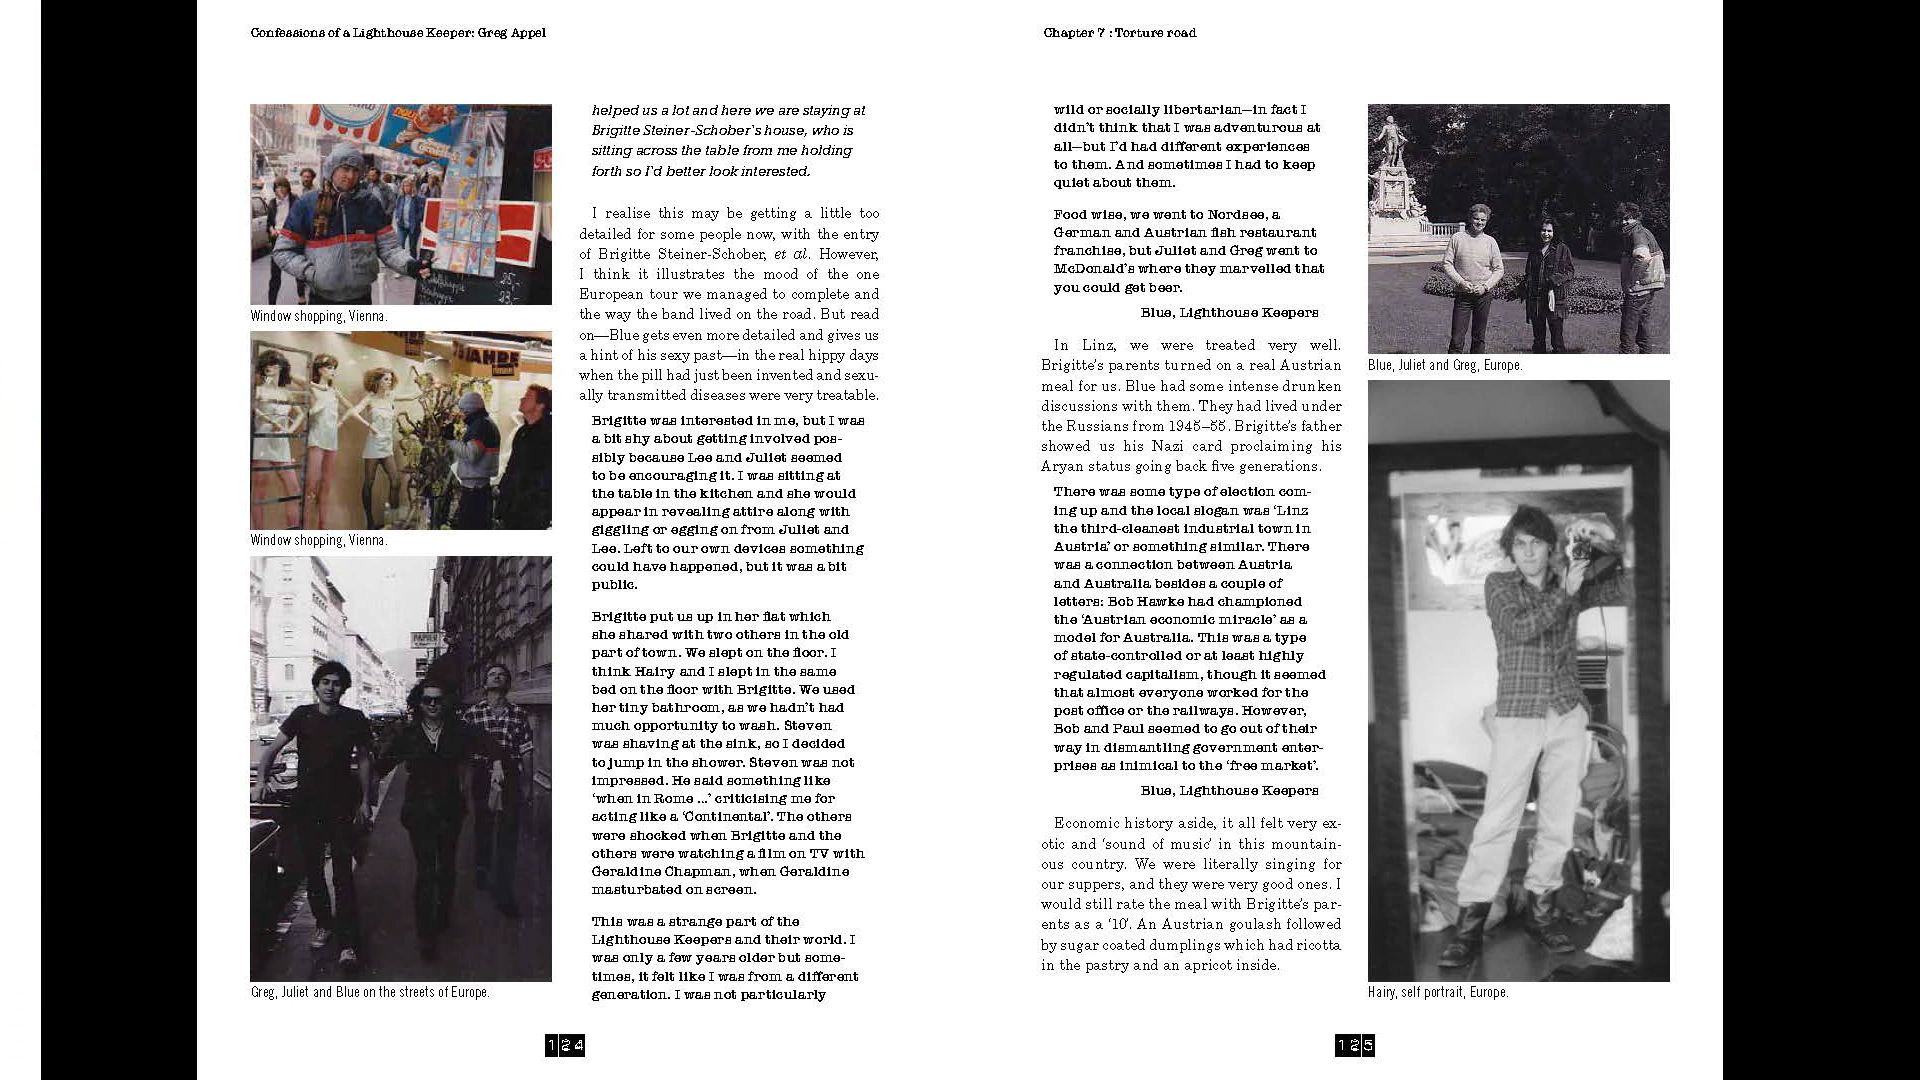 Confessions of a Lighthouse Keeper: Greg Appel
Window shopping, Vienna.
Window shopping, Vienna.
Greg, Juliet and Blue on the streets of Europe.
helped us a lot and here we are staying at
Brigitte Steiner-Schober's house, who is
sitting across the table from me holding
forth so I'd better look interested.
I realise this may be getting a little too
detailed for some people now, with the entry
of Brigitte Steiner-Schober, et al. However,
I think it illustrates the mood of the one
European tour we managed to complete and
the way the band lived on the road. But read
on—Blue gets even more detailed and gives us
a hint of his sexy past—in the real hippy days
when the pill had just been invented and sexu-
ally transmitted diseases were very treatable.
Brigitte was interested in me, but I was
a bit shy about getting involved pos-
sibly because Lee and Juliet seemed
to be encouraging it. I was sitting at
the table in the kitchen and she would
appear in revealing attire along with
giggling or egging on from Juliet and
Lee. Left to our own devices something
could have happened, but it was a bit
public.
Brigitte put us up in her flat which
she shared with two others in the old
part of town. We slept on the floor. I
think Hairy and I slept in the same
bed on the floor with Brigitte. We used
her tiny bathroom, as we hadn't had
much opportunity to wash. Steven
was shaving at the sink, so I decided
to jump in the shower. Steven was not
impressed. He said something like
'when in Rome ...' criticising me for
acting like a 'Continental'. The others
were shocked when Brigitte and the
others were watching a film on TV with
Geraldine Chapman, when Geraldine
masturbated on screen.
This was a strange part of the
Lighthouse Keepers and their world. I
was only a few years older but some-
times, it felt like I was from a different
generation. I was not particularly
124
Chapter 7 : Torture road
wild or socially libertarian—in fact I
didn't think that I was adventurous at
all—but I'd had different experiences
to them. And sometimes I had to keep
quiet about them.
Food wise, we went to Nordsee, a
German and Austrian fish restaurant
franchise, but Juliet and Greg went to
McDonald's where they marvelled that
you could get beer.
Blue, Lighthouse Keepers
In Linz, we were treated very well.
Brigitte's parents turned on a real Austrian
meal for us. Blue had some intense drunken
discussions with them. They had lived under
the Russians from 1945–55. Brigitte's father
showed us his Nazi card proclaiming his
Aryan status going back five generations.
There was some type of election com-
ing up and the local slogan was 'Linz
the third-cleanest industrial town in
Austria' or something similar. There
was a connection between Austria
and Australia besides a couple of
letters: Bob Hawke had championed
the 'Austrian economic miracle' as a
model for Australia. This was a type
of state-controlled or at least highly
regulated capitalism, though it seemed
that almost everyone worked for the
post office or the railways. However,
Bob and Paul seemed to go out of their
way in dismantling government enter-
prises as inimical to the 'free market'.
Blue, Lighthouse Keepers
Economic history aside, it all felt very ex-
otic and 'sound of music' in this mountain-
ous country. We were literally singing for
our suppers, and they were very good ones. I
would still rate the meal with Brigitte's par-
ents as a '10'. An Austrian goulash followed
by sugar coated dumplings which had ricotta
in the pastry and an apricot inside.
Blue, Juliet and Greg, Europe.
Hairy, self portrait, Europe.
125